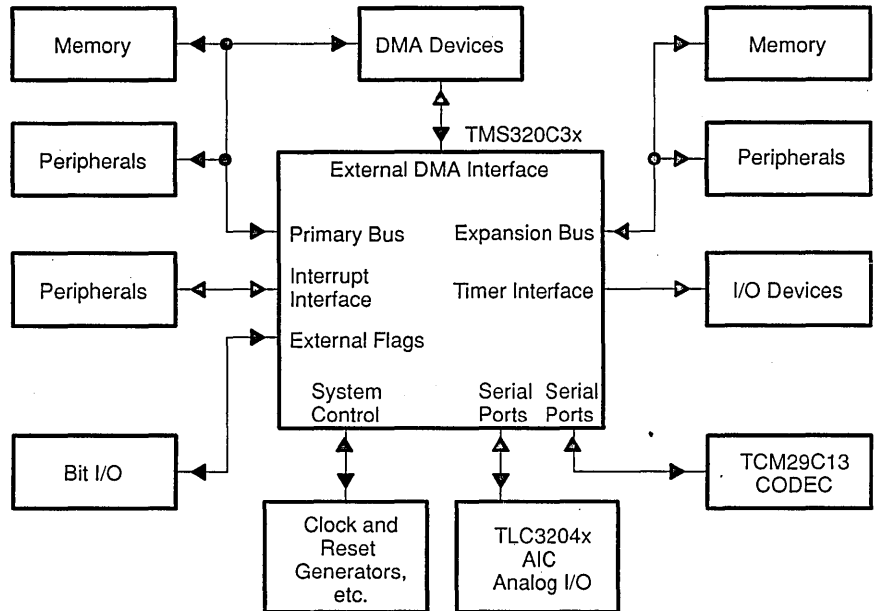 Memory
DMA Devices
Memory
TMS320C3x
Peripherals
External DMA Interface
Peripherals
Primary Bus
Expansion Bus
Peripherals
Interrupt
Interface
Timer Interface
I/O Devices
External Flags
System
Control
Serial
Ports
Serial
Ports
Bit I/O
TCM29C13
CODEC
Clock and
Reset
Generators,
etc.
TLC3204x
AIC
Analog I/O